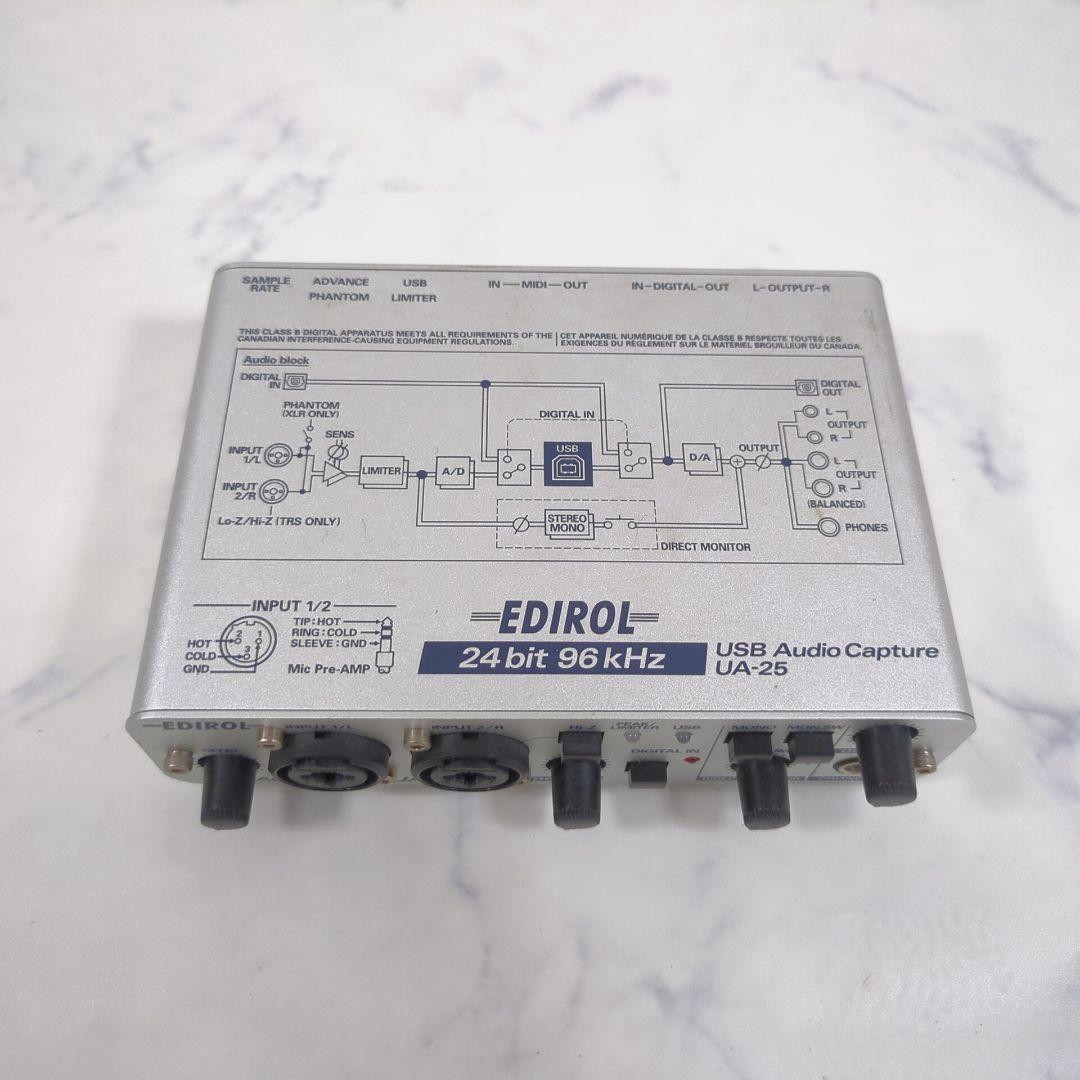 SAMPLE RATE ADVANCE USB IN—MIDI—OUT IN–DIGITAL–OUT L–OUTPUT–R
PHANTOM LIMITER
THIS CLASS B DIGITAL APPARATUS MEETS ALL REQUIREMENTS OF THE
CANADIAN INTERFERENCE-CAUSING EQUIPMENT REGULATIONS.
CET APPAREIL NUMÉRIQUE DE LA CLASSE B RESPECTE TOUTES LES
EXIGENCES DU RÈGLEMENT SUR LE MATÉRIEL BROUILLEUR DU CANADA.
Audio block
DIGITAL
IN
DIGITAL
OUT
PHANTOM
(XLR ONLY)
DIGITAL IN
L
OUTPUT
R
SENS
INPUT
1/L
LIMITER
A/D
USB
D/A
OUTPUT
L
OUTPUT
R
(BALANCED)
INPUT
2/R
Lo-Z/Hi-Z (TRS ONLY)
STEREO
MONO
DIRECT MONITOR
PHONES
INPUT 1/2
HOT
COLD
GND
2 1
3
TIP:HOT
RING:COLD
SLEEVE:GND
Mic Pre-AMP
EDIROL
24bit 96kHz
USB Audio Capture
UA-25
EDIROL
INPUT 1/L
INPUT 2/R
HI-Z
PEAK/
LIMITER
USB
MONO
MON.SW
SENS
DIGITAL IN